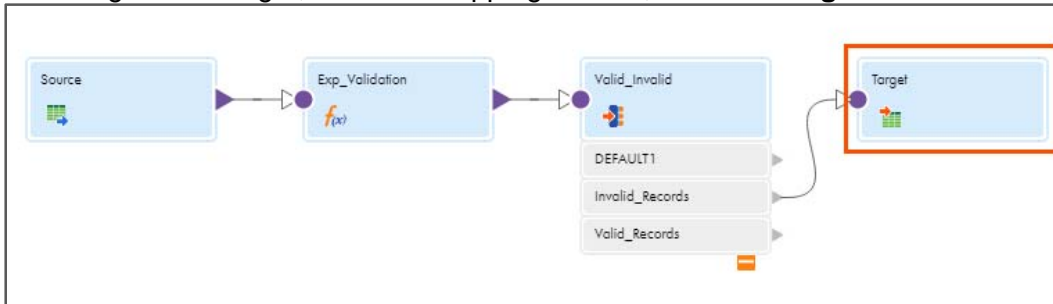 Source
Exp_Validation
f(x)
Valid_Invalid
DEFAULT1
Invalid_Records
Valid_Records
Target